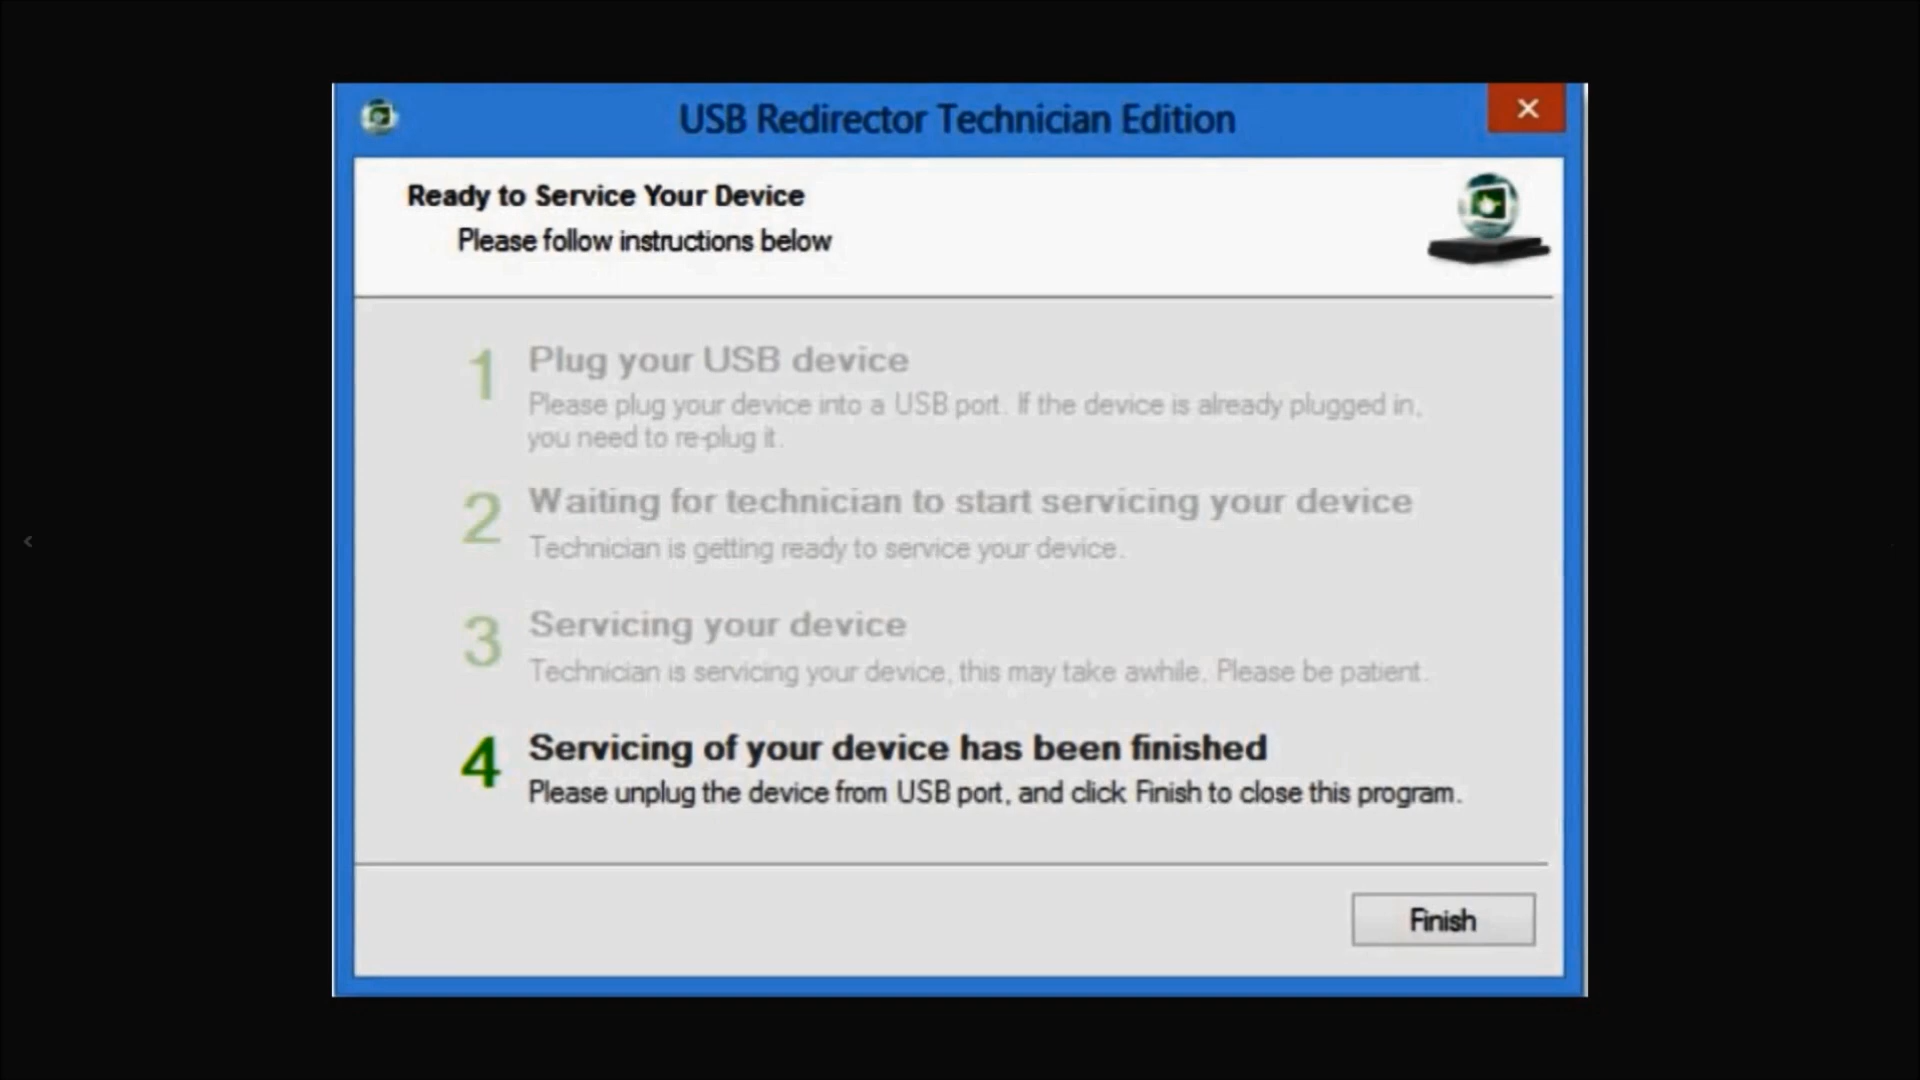 USB Redirector Technician Edition
Ready to Service Your Device
Please follow instructions below
1 Plug your USB device
Please plug your device into a USB port. If the device is already plugged in,
you need to re-plug it.
2 Waiting for technician to start servicing your device
Technician is getting ready to service your device.
3 Servicing your device
Technician is servicing your device, this may take awhile. Please be patient.
4 Servicing of your device has been finished
Please unplug the device from USB port, and click Finish to close this program.
Finish